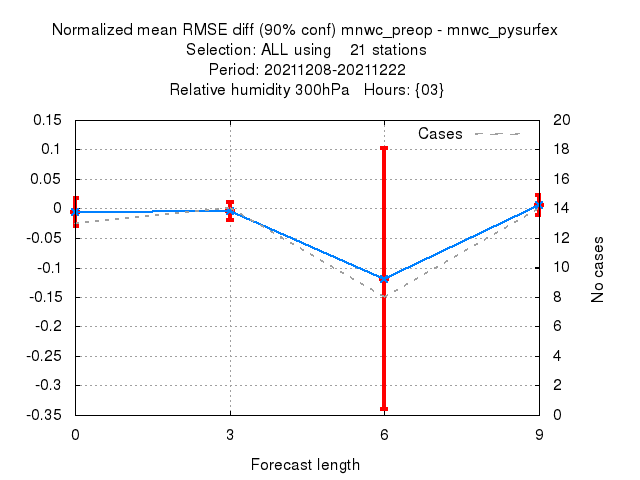 Normalized mean RMSE diff (90% conf) mnwc_preop - mnwc_pysurfex
Selection: ALL using    21 stations
Period: 20211208-20211222
Relative humidity 300hPa   Hours: {03}
Cases
0.15
0.1
0.05
0
-0.05
-0.1
-0.15
-0.2
-0.25
-0.3
-0.35
20
18
16
14
12
10
8
6
4
2
0
No cases
0 3 6 9
Forecast length